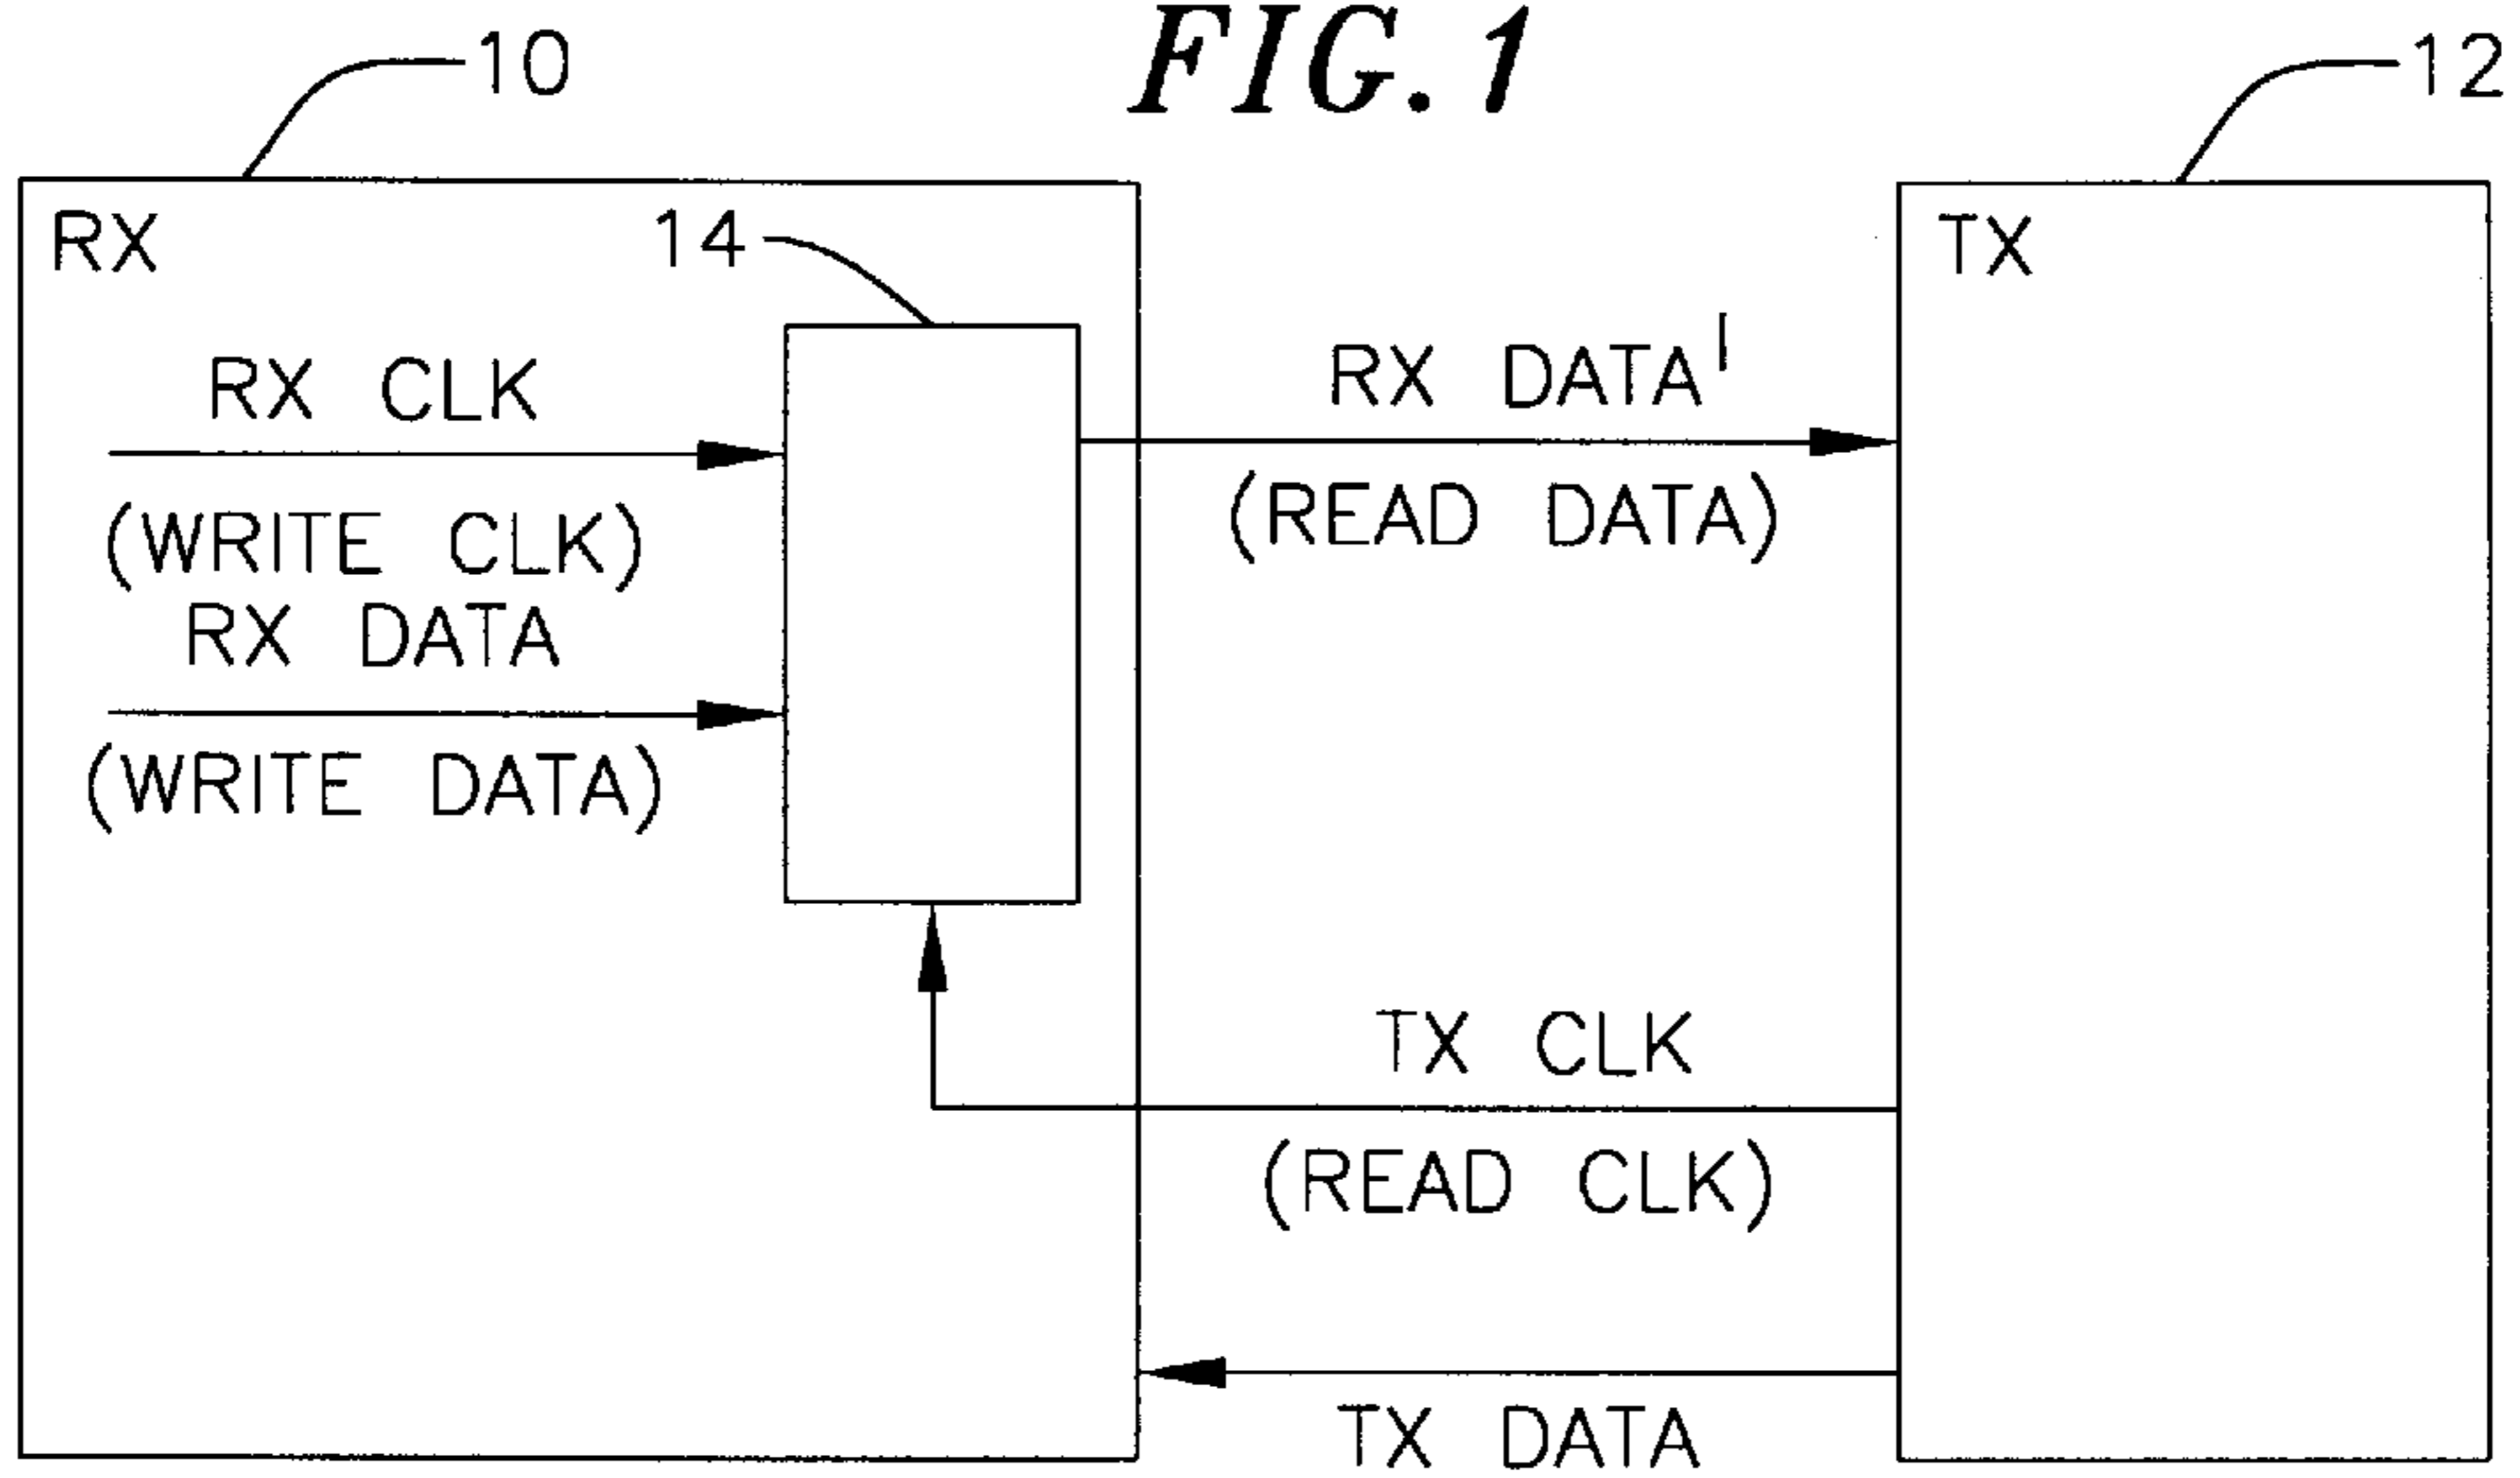 FIG. 1
10
12
RX
14
TX
RX CLK
(WRITE CLK)
RX DATA
(WRITE DATA)
RX DATA'
(READ DATA)
TX CLK
(READ CLK)
TX DATA